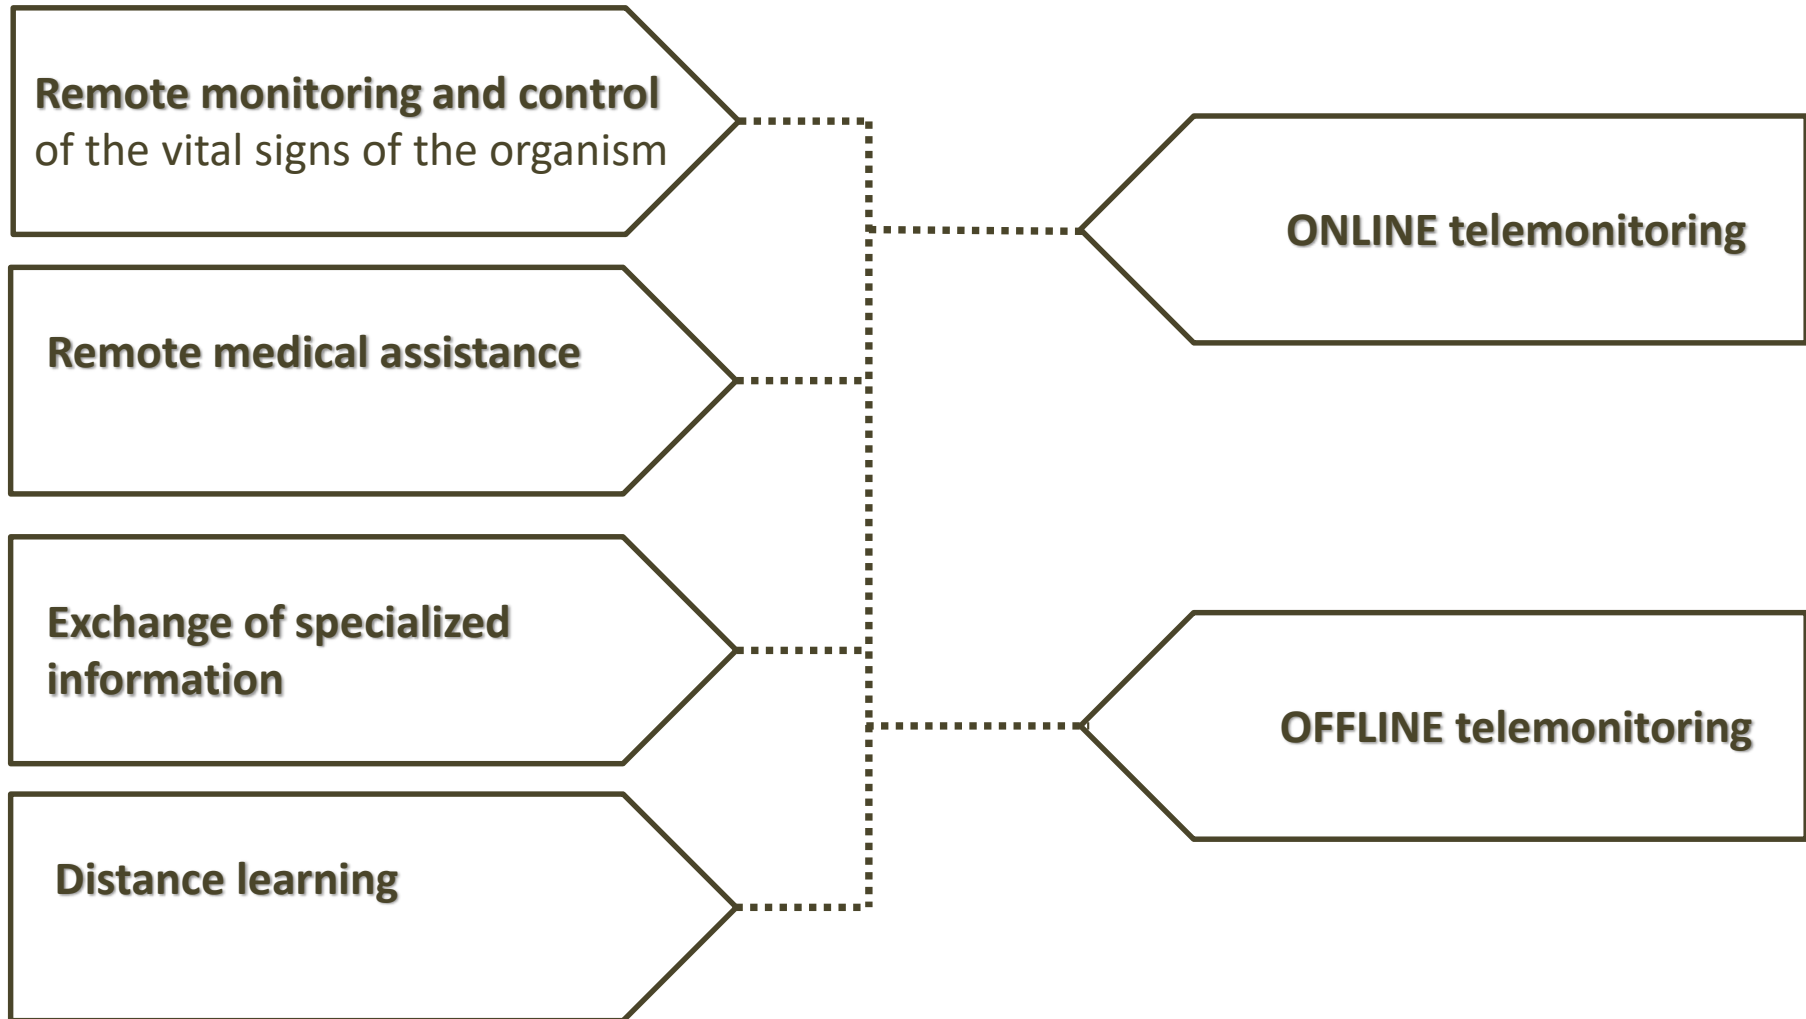 Remote monitoring and control
of the vital signs of the organism
Remote medical assistance
Exchange of specialized
information
Distance learning
ONLINE telemonitoring
OFFLINE telemonitoring